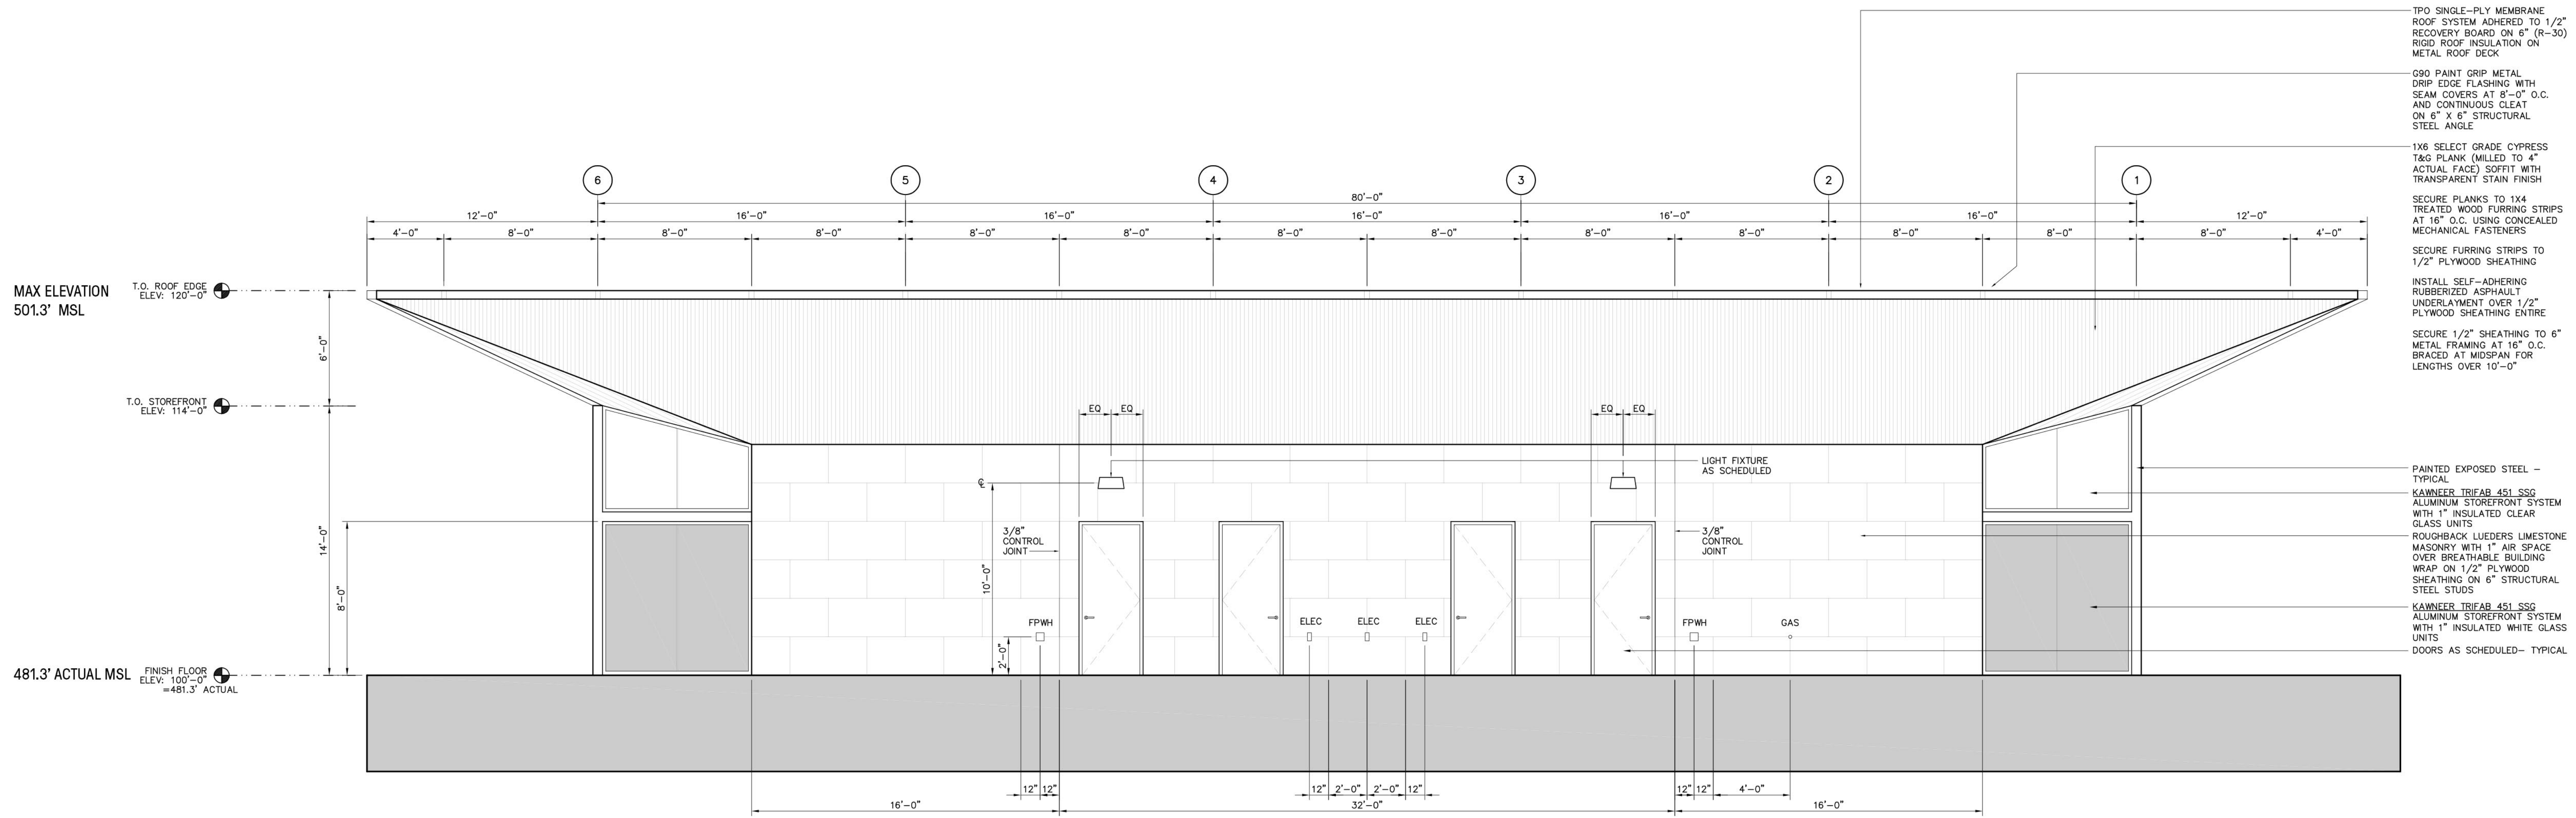 TPO SINGLE-PLY MEMBRANE
ROOF SYSTEM ADHERED TO 1/2"
RECOVERY BOARD ON 6" (R-30)
RIGID ROOF INSULATION ON
METAL ROOF DECK
G90 PAINT GRIP METAL
DRIP EDGE FLASHING WITH
SEAM COVERS AT 8'-0" O.C.
AND CONTINUOUS CLEAT
ON 6" X 6" STRUCTURAL
STEEL ANGLE
1X6 SELECT GRADE CYPRESS
T&G PLANK (MILLED TO 4"
ACTUAL FACE) SOFFIT WITH
TRANSPARENT STAIN FINISH
SECURE PLANKS TO 1X4
TREATED WOOD FURRING STRIPS
AT 16" O.C. USING CONCEALED
MECHANICAL FASTENERS
SECURE FURRING STRIPS TO
1/2" PLYWOOD SHEATHING
INSTALL SELF-ADHERING
RUBBERIZED ASPHAULT
UNDERLAYMENT OVER 1/2"
PLYWOOD SHEATHING ENTIRE
SECURE 1/2" SHEATHING TO 6"
METAL FRAMING AT 16" O.C.
BRACED AT MIDSPAN FOR
LENGTHS OVER 10'-0"
6 5 4 3 2 1
80'-0"
12'-0" 16'-0" 16'-0" 16'-0" 16'-0" 16'-0" 12'-0"
4'-0" 8'-0" 8'-0" 8'-0" 8'-0" 8'-0" 8'-0" 8'-0" 8'-0" 8'-0" 8'-0" 8'-0" 8'-0" 4'-0"
MAX ELEVATION
501.3' MSL
T.O. ROOF EDGE
ELEV: 120'-0"
6'-0"
T.O. STOREFRONT
ELEV: 114'-0"
14'-0"
8'-0"
EQ EQ EQ EQ
LIGHT FIXTURE
AS SCHEDULED
CL
10'-0"
3/8"
CONTROL
JOINT
3/8"
CONTROL
JOINT
FPWH ELEC ELEC ELEC FPWH GAS
2'-0"
PAINTED EXPOSED STEEL -
TYPICAL
KAWNEER TRIFAB 451 SSG
ALUMINUM STOREFRONT SYSTEM
WITH 1" INSULATED CLEAR
GLASS UNITS
ROUGHBACK LUEDERS LIMESTONE
MASONRY WITH 1" AIR SPACE
OVER BREATHABLE BUILDING
WRAP ON 1/2" PLYWOOD
SHEATHING ON 6" STRUCTURAL
STEEL STUDS
KAWNEER TRIFAB 451 SSG
ALUMINUM STOREFRONT SYSTEM
WITH 1" INSULATED WHITE GLASS
UNITS
DOORS AS SCHEDULED- TYPICAL
481.3' ACTUAL MSL
FINISH FLOOR
ELEV: 100'-0"
=481.3' ACTUAL
12" 12" 12" 2'-0" 2'-0" 12" 12" 12" 4'-0"
16'-0" 32'-0" 16'-0"